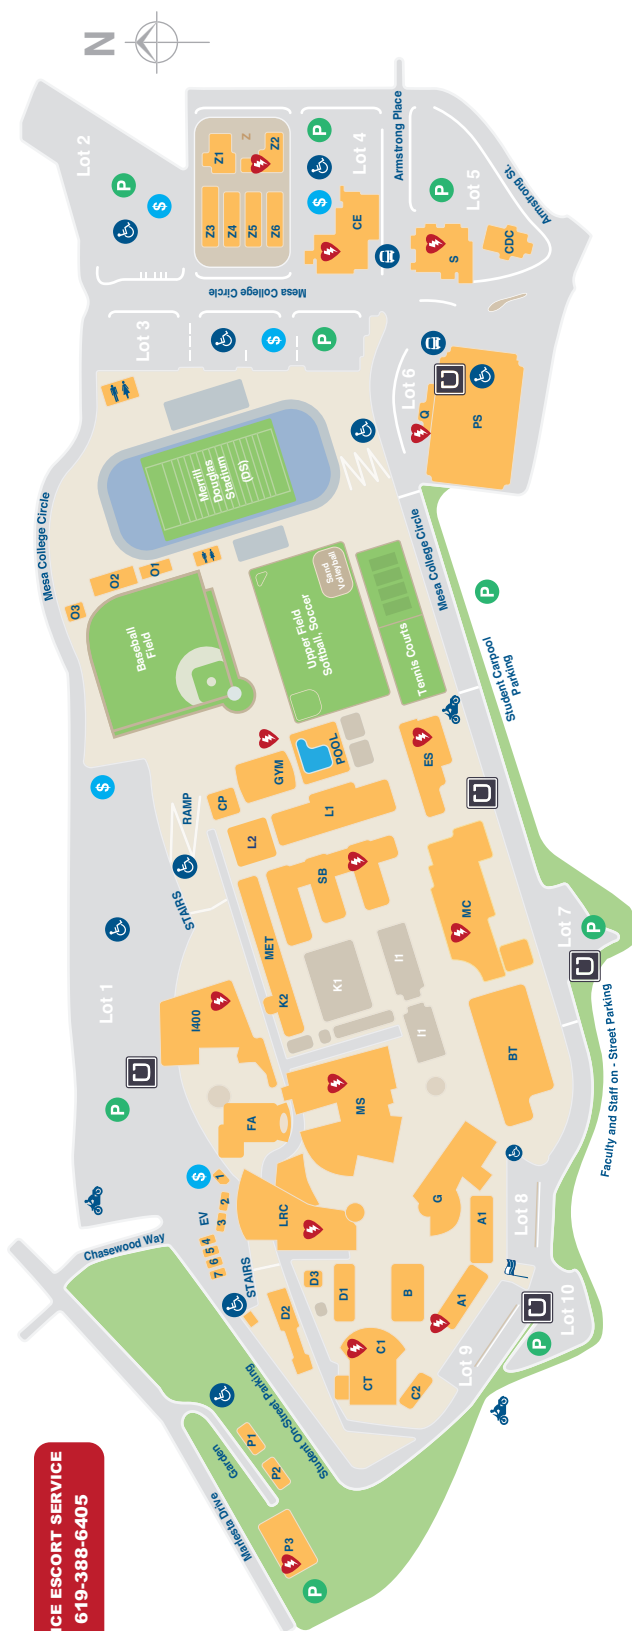 N
Lot 2
P
$
Z1
Z
Z2
Z3
Z4
Z5
Z6
P
$
Lot 4
CE
Armstrong Place
P
Lot 5
Armstrong St.
S
CDC
Mesa College Circle
Lot 3
$
P
Lot 6
Q
PS
Merrill
Douglas
Stadium
(DS)
Mesa College Circle
O3
O2
O1
Baseball
Field
Sand
Volleyball
Upper Field
Softball, Soccer
Tennis Courts
Mesa College Circle
P
Student Carpool
Parking
$
RAMP
STAIRS
CP
GYM
POOL
ES
L2
L1
SB
MET
K2
K1
I1
I1
MC
Lot 7
P
Lot 1
I400
BT
Faculty and Staff on - Street Parking
P
FA
MS
$
EV
1
2
3
4
5
6
7
LRC
G
A1
Lot 8
Chasewood Way
STAIRS
D3
D2
D1
B
A1
Lot 10
P
Lot 9
C1
CT
C2
Student On-Street Parking
Garden
P1
P2
P3
Marlesta Drive
P
ICE ESCORT SERVICE
619-388-6405